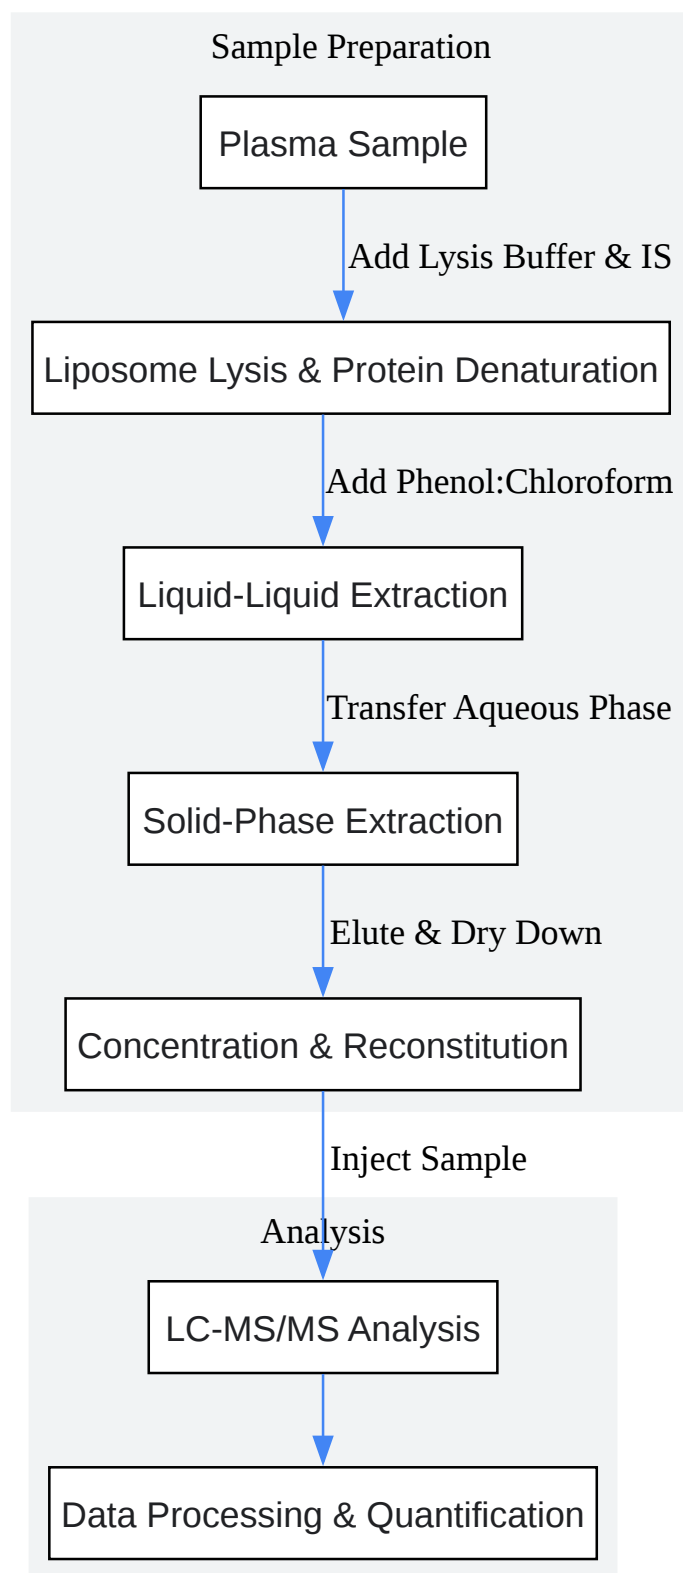 Sample Preparation
Plasma Sample
Add Lysis Buffer & IS
Liposome Lysis & Protein Denaturation
Add Phenol:Chloroform
Liquid-Liquid Extraction
Transfer Aqueous Phase
Solid-Phase Extraction
Elute & Dry Down
Concentration & Reconstitution
Inject Sample
Analysis
LC-MS/MS Analysis
Data Processing & Quantification